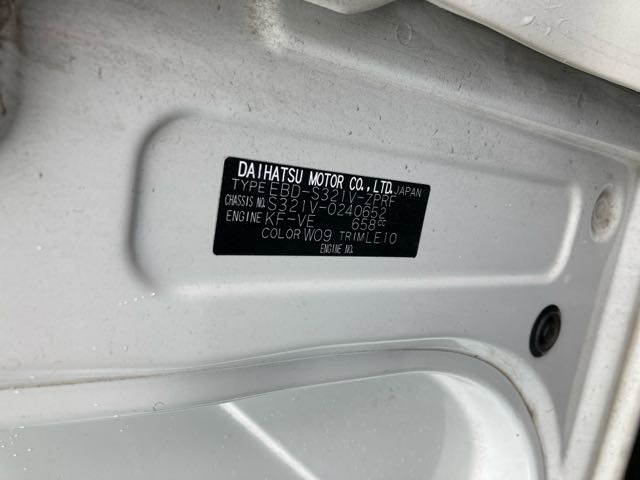 DAIHATSU MOTOR CO.,LTD. JAPAN
TYPE EBD-S321V-ZPRF
CHASSIS NO. S321V-0240652
ENGINE KF-VE 658cc
COLOR W09 TRIM LE10
ENGINE NO.